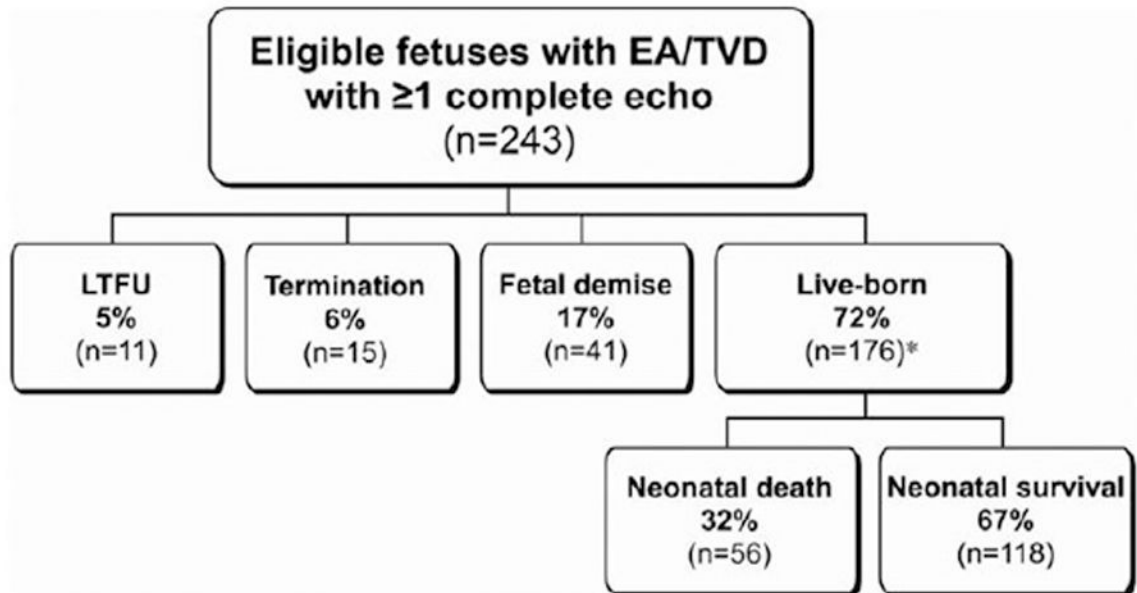 Eligible fetuses with EA/TVD
with ≥1 complete echo
(n=243)
LTFU
5%
(n=11)
Termination
6%
(n=15)
Fetal demise
17%
(n=41)
Live-born
72%
(n=176)*
Neonatal death
32%
(n=56)
Neonatal survival
67%
(n=118)